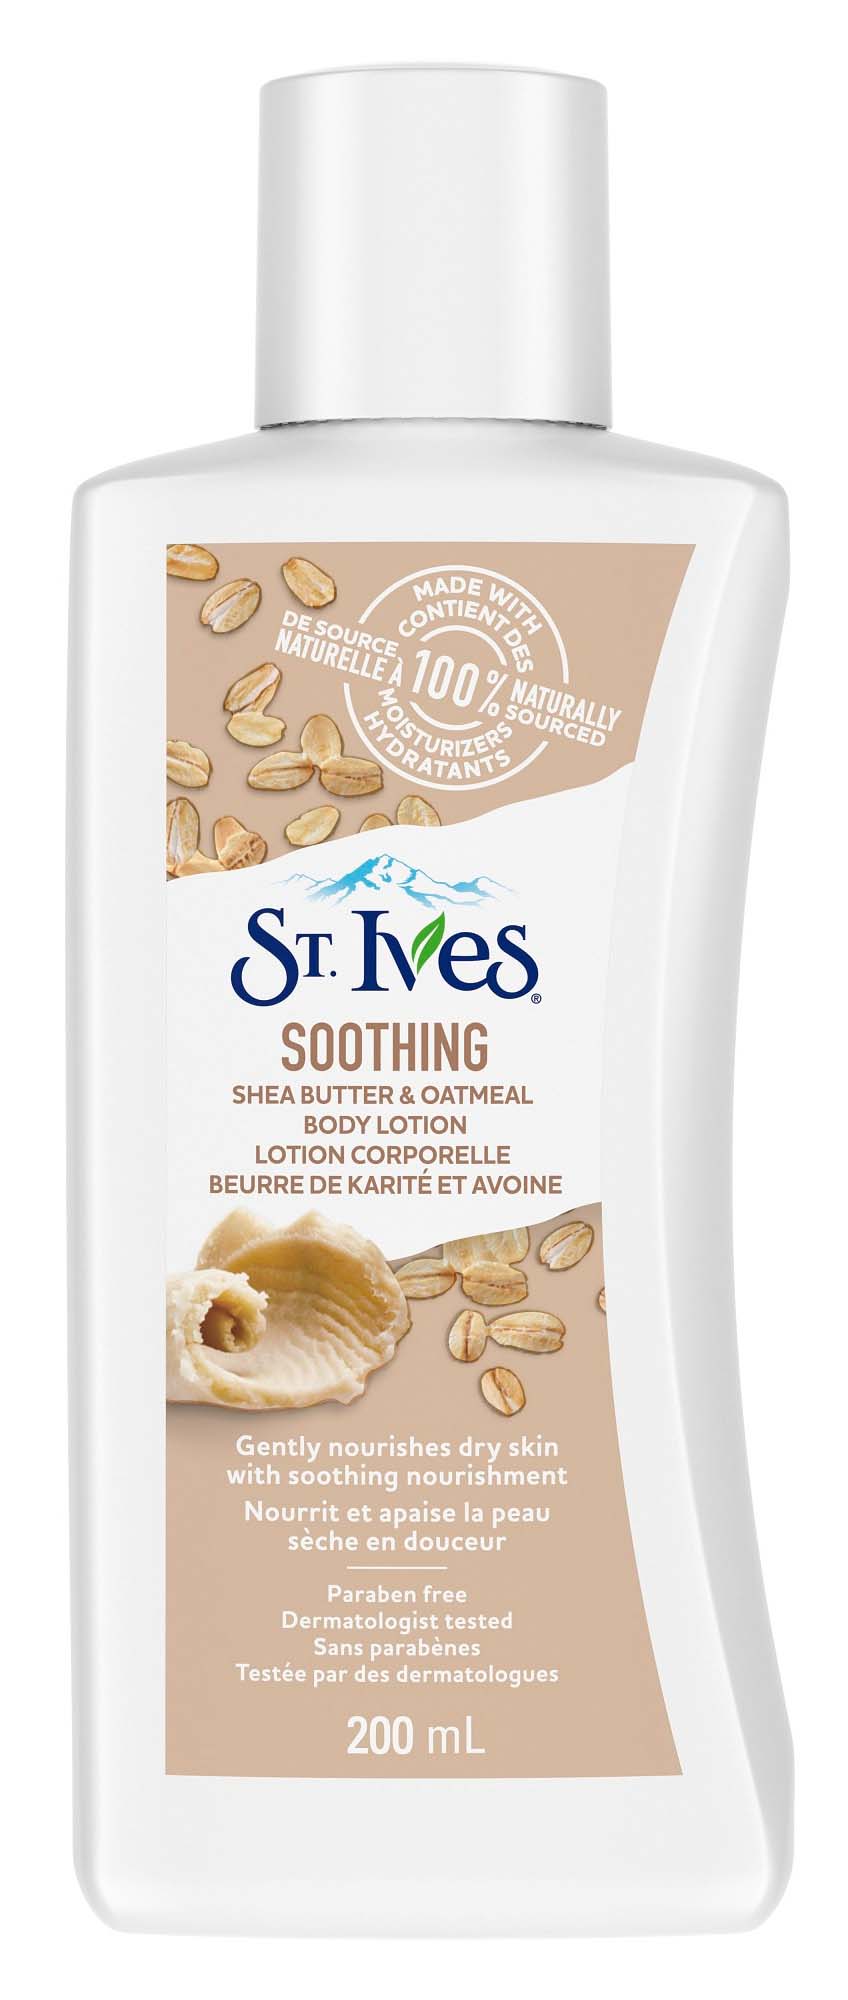 MADE WITH
CONTIENT DES
DE SOURCE
NATURELLE À
100%
NATURALLY
SOURCED
MOISTURIZERS
HYDRATANTS
ST. IVES®
SOOTHING
SHEA BUTTER & OATMEAL
BODY LOTION
LOTION CORPORELLE
BEURRE DE KARITÉ ET AVOINE
Gently nourishes dry skin
with soothing nourishment
Nourrit et apaise la peau
sèche en douceur
Paraben free
Dermatologist tested
Sans parabènes
Testée par des dermatologues
200 mL